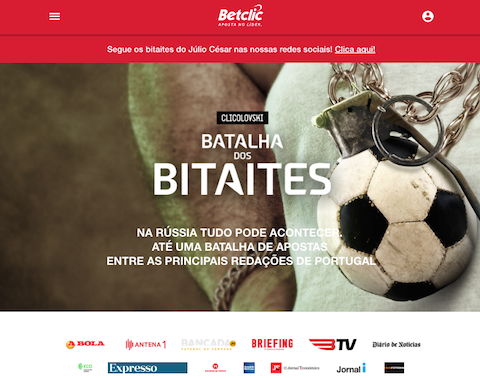 Betclic
APOSTA NO LÍDER.
Segue os bitaites do Júlio César nas nossas redes sociais! Clica aqui!
CLICOLOVSKI
BATALHA
DOS
BITAITES
NA RÚSSIA TUDO PODE ACONTECER.
ATÉ UMA BATALHA DE APOSTAS
ENTRE AS PRINCIPAIS REDAÇÕES DE PORTUGAL
A BOLA
ANTENA 1
BANCADA
BRIEFING
BTV
Diário de Notícias
ECO
Expresso
O Jornal Económico
Jornal i